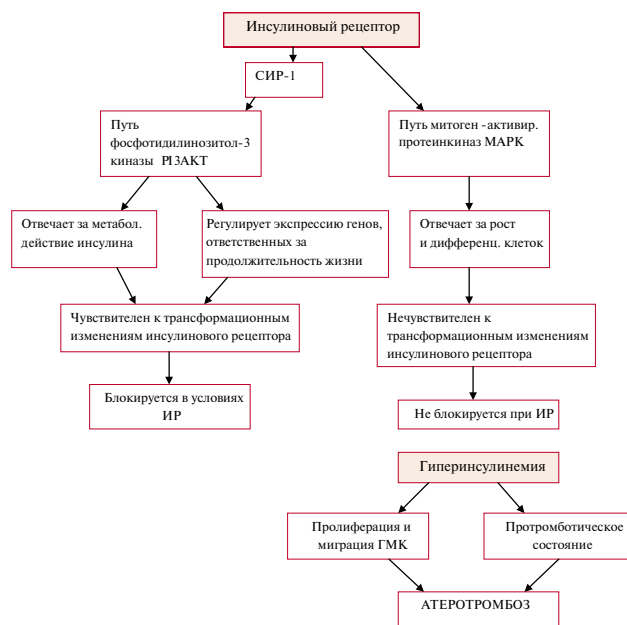 Инсулиновый рецептор
СИР-1
Путь
фосфотидилинозитол-3
киназы PI3AKT
Путь митоген -активир.
протеинкиназ MAPK
Отвечает за метабол.
действие инсулина
Регулирует экспрессию генов,
ответственных за
продолжительность жизни
Отвечает за рост
и дифференц. клеток
Чувствителен к трансформационным
изменениям инсулинового рецептора
Нечувствителен к
трансформационным изменениям
инсулинового рецептора
Блокируется в условиях
ИР
Не блокируется при ИР
Гиперинсулинемия
Пролиферация и
миграция ГМК
Протромботическое
состояние
АТЕРОТРОМБОЗ